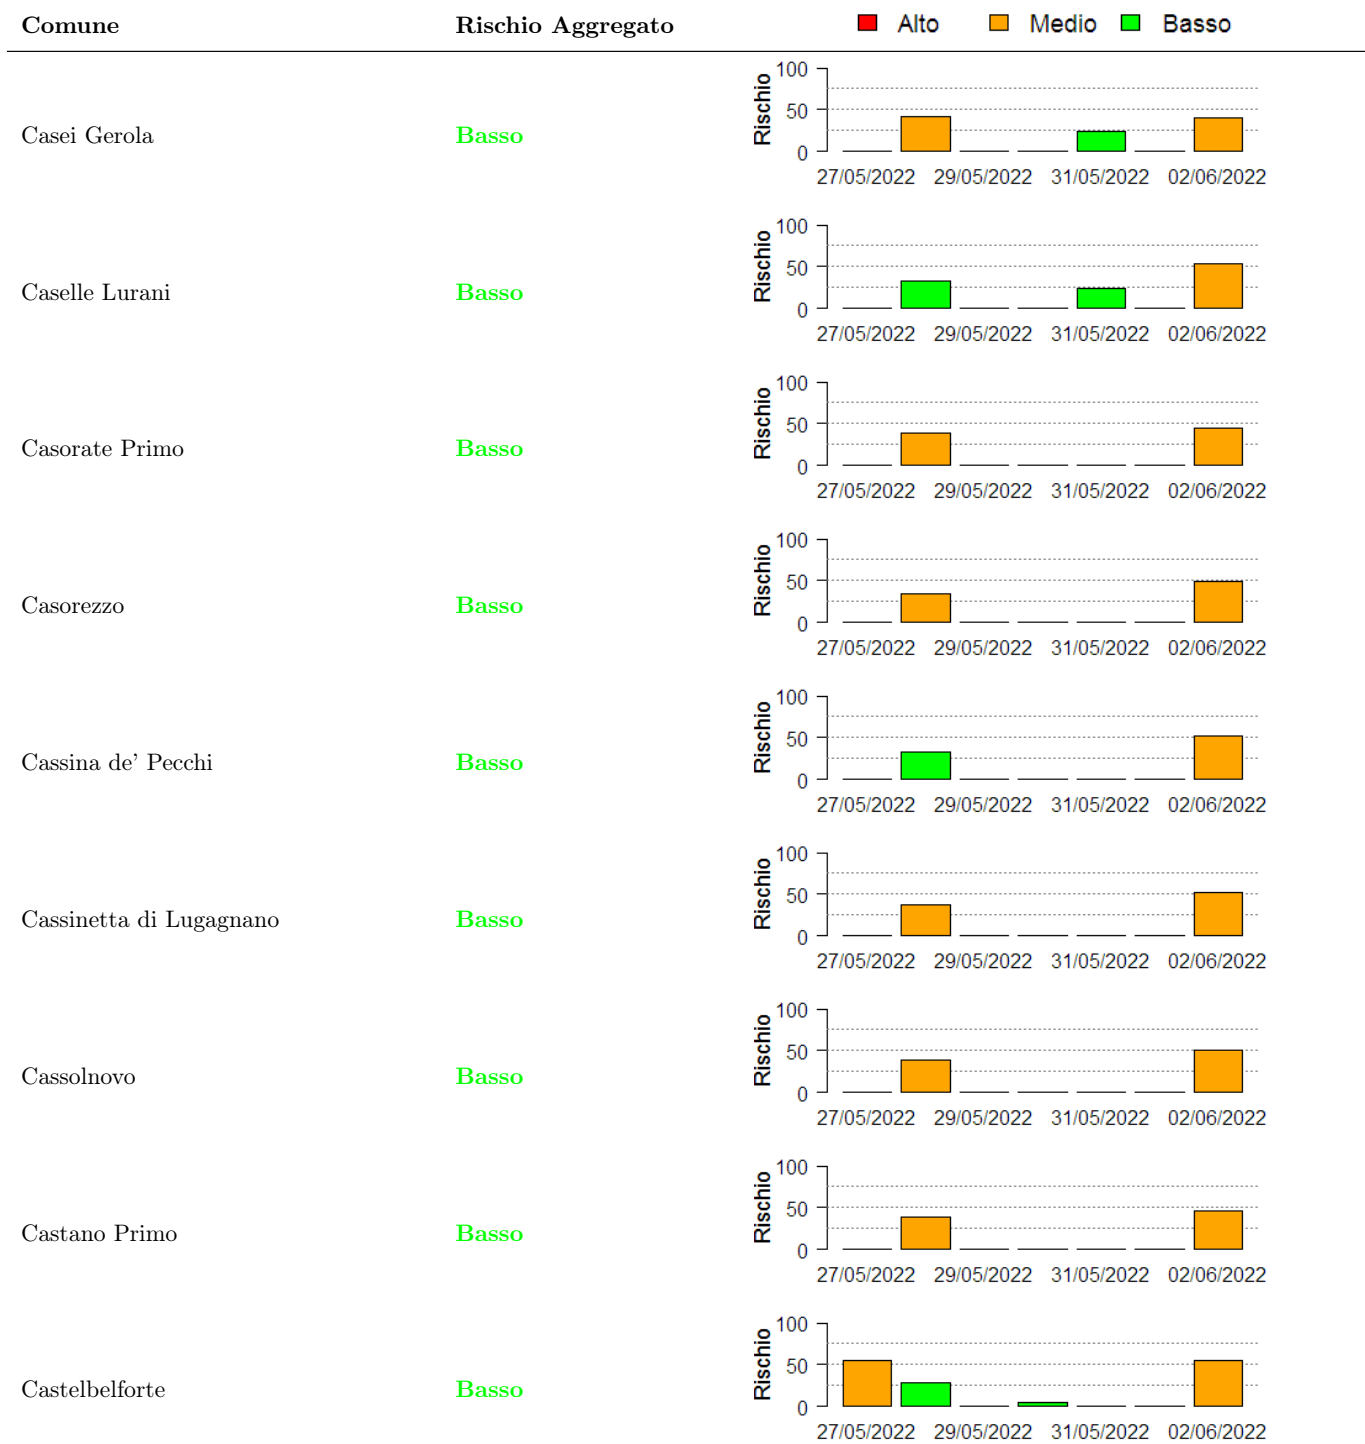 Comune Rischio Aggregato Alto Medio Basso
100
50
0
Rischio
Casei Gerola Basso
27/05/2022 29/05/2022 31/05/2022 02/06/2022
100
50
0
Rischio
Caselle Lurani Basso
27/05/2022 29/05/2022 31/05/2022 02/06/2022
100
50
0
Rischio
Casorate Primo Basso
27/05/2022 29/05/2022 31/05/2022 02/06/2022
100
50
0
Rischio
Casorezzo Basso
27/05/2022 29/05/2022 31/05/2022 02/06/2022
100
50
0
Rischio
Cassina de’ Pecchi Basso
27/05/2022 29/05/2022 31/05/2022 02/06/2022
100
50
0
Rischio
Cassinetta di Lugagnano Basso
27/05/2022 29/05/2022 31/05/2022 02/06/2022
100
50
0
Rischio
Cassolnovo Basso
27/05/2022 29/05/2022 31/05/2022 02/06/2022
100
50
0
Rischio
Castano Primo Basso
27/05/2022 29/05/2022 31/05/2022 02/06/2022
100
50
0
Rischio
Castelbelforte Basso
27/05/2022 29/05/2022 31/05/2022 02/06/2022